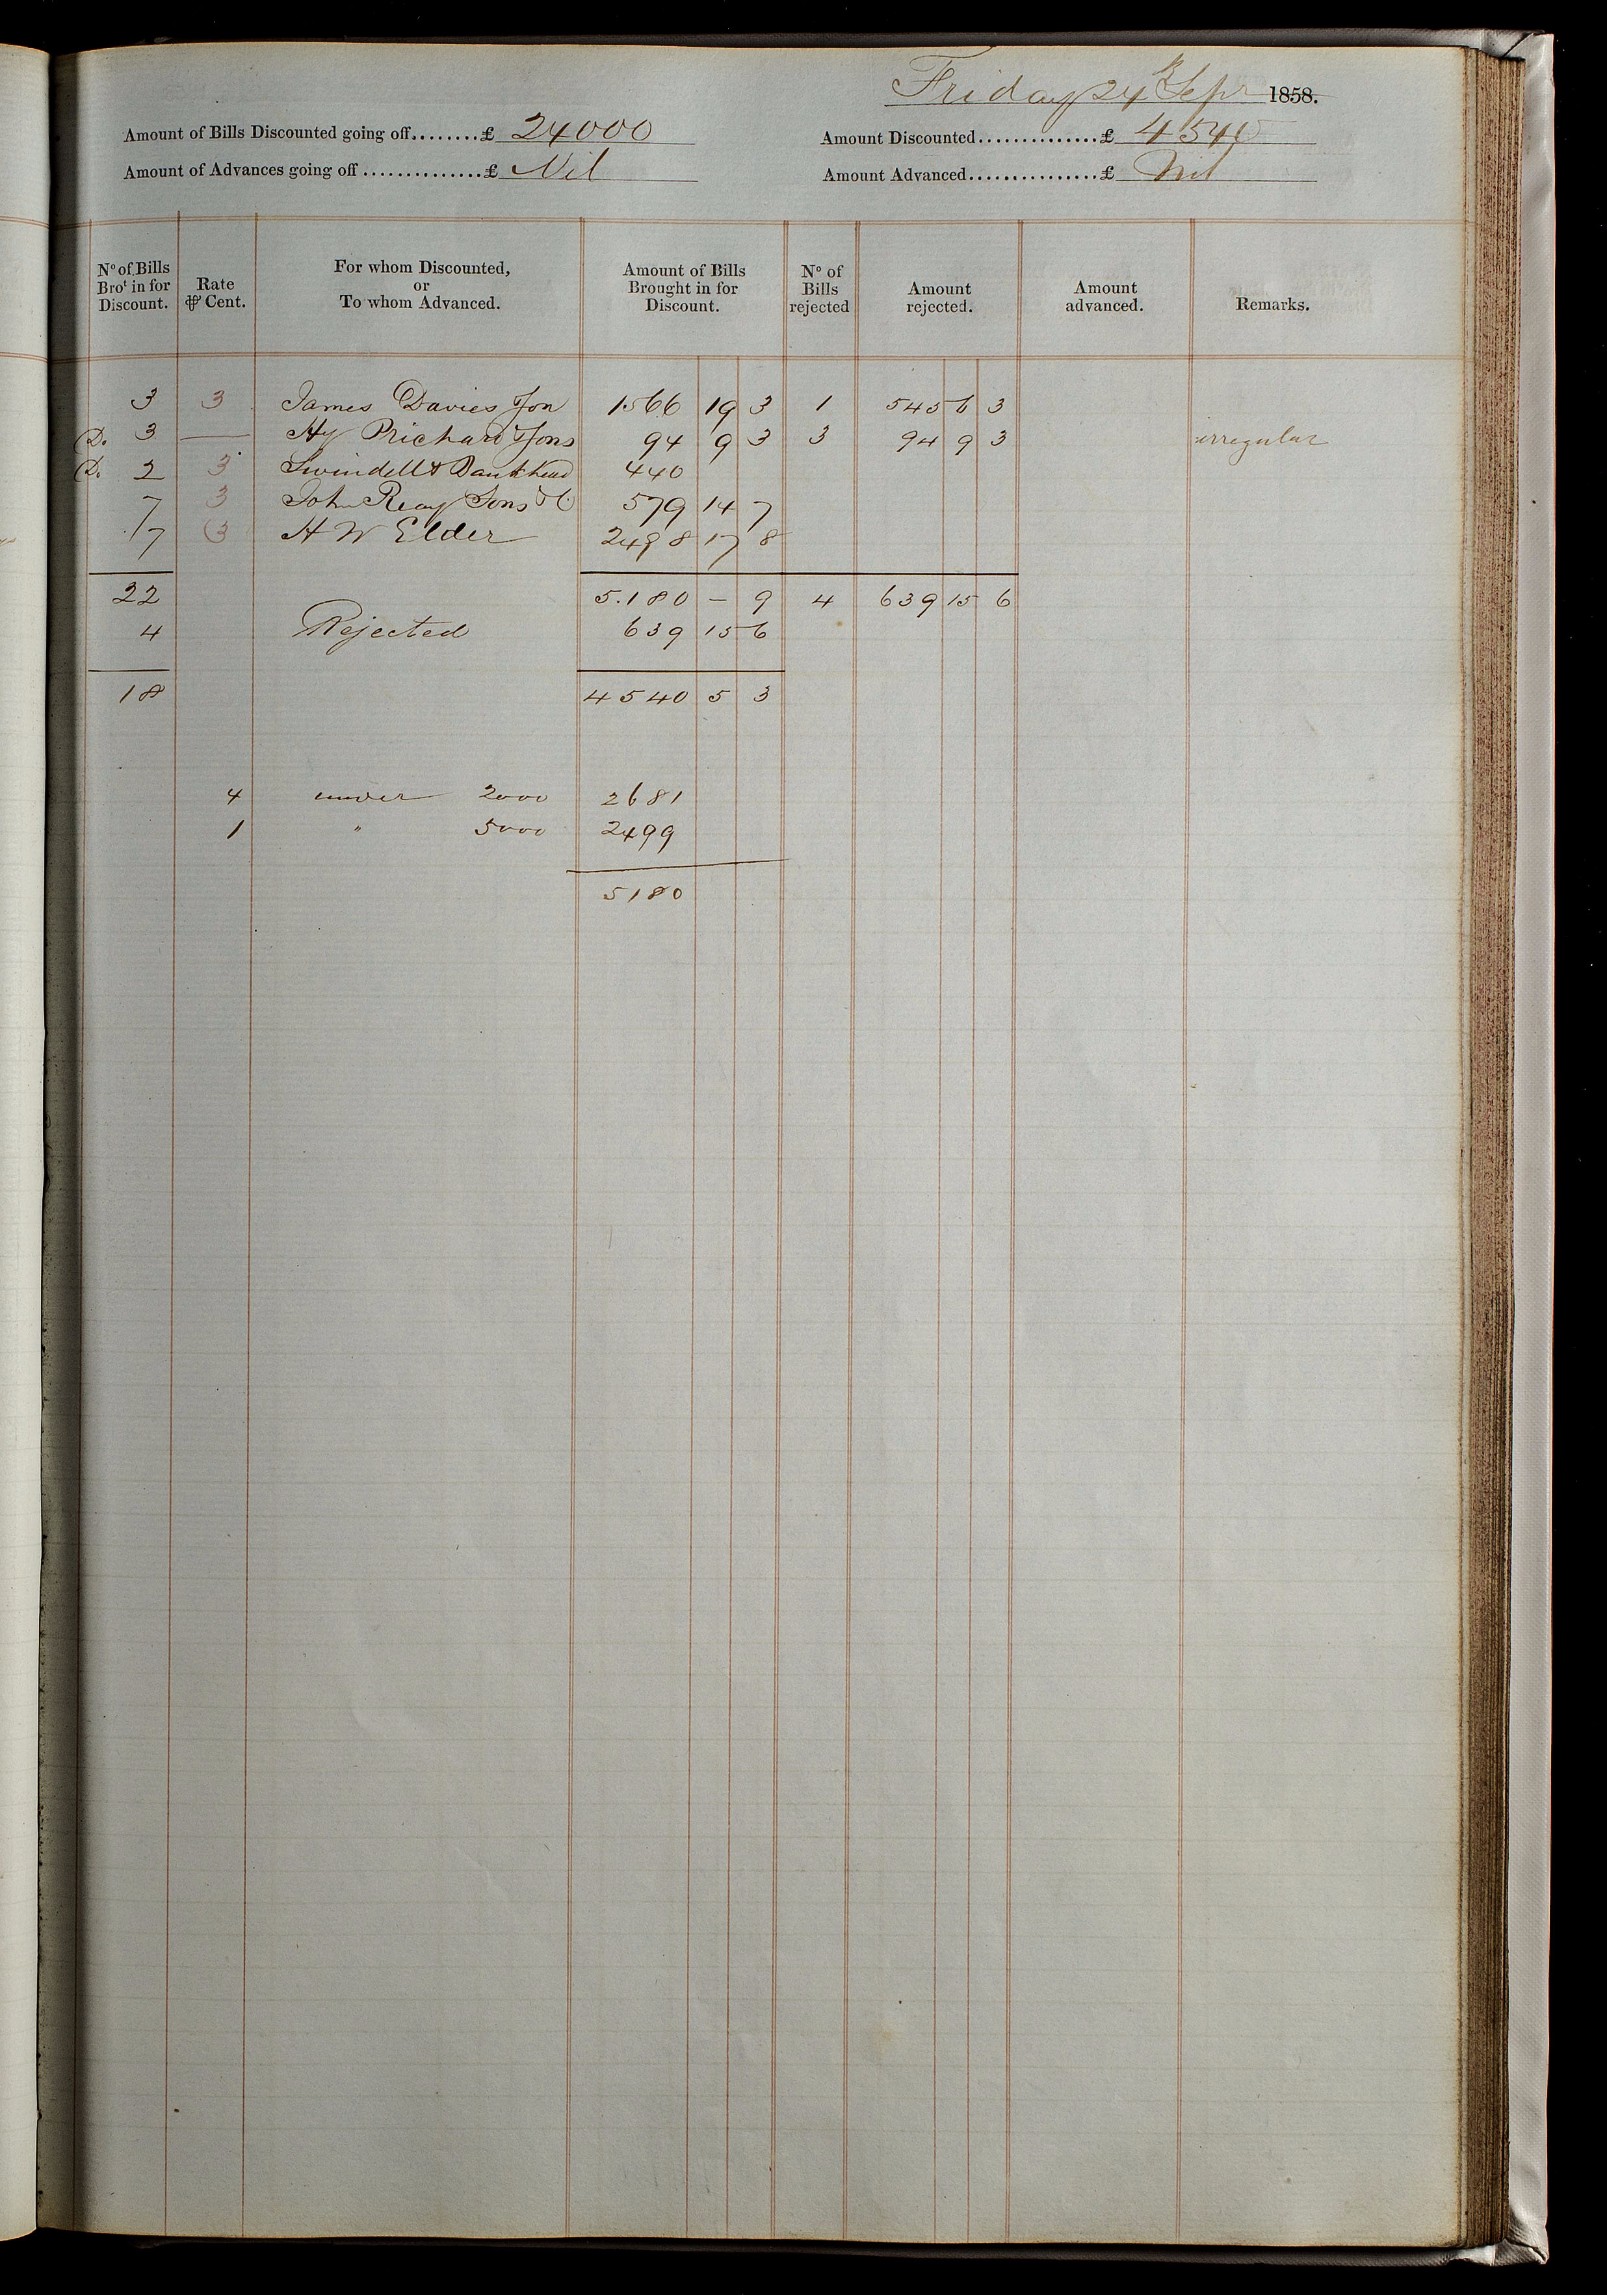 Friday 24th Sepr 1858.
Amount of Bills Discounted going off........£ 24000 Amount Discounted...............£ 4540
Amount of Advances going off...............£ Nil Amount Advanced................£ Nil
No of Bills Brot in for Discount. Rate ⅌ Cent. For whom Discounted, or To whom Advanced. Amount of Bills Brought in for Discount. No of Bills rejected Amount rejected. Amount advanced. Remarks.
3 3 James Davies & Son 1566 19 3 1 545 6 3
D. 3 — Hy Prichard & Sons 94 9 3 3 94 9 3 irregular
D. 2 3 Swindell & Bankhead 440
7 3 John Reay Sons & Co 579 14 7
7 3 H W Elder 2498 17 8
22 5.180 — 9 4 639 15 6
4 Rejected 639 15 6
18 4540 5 3
4 under 2000 2681
1 " 5000 2499
5180